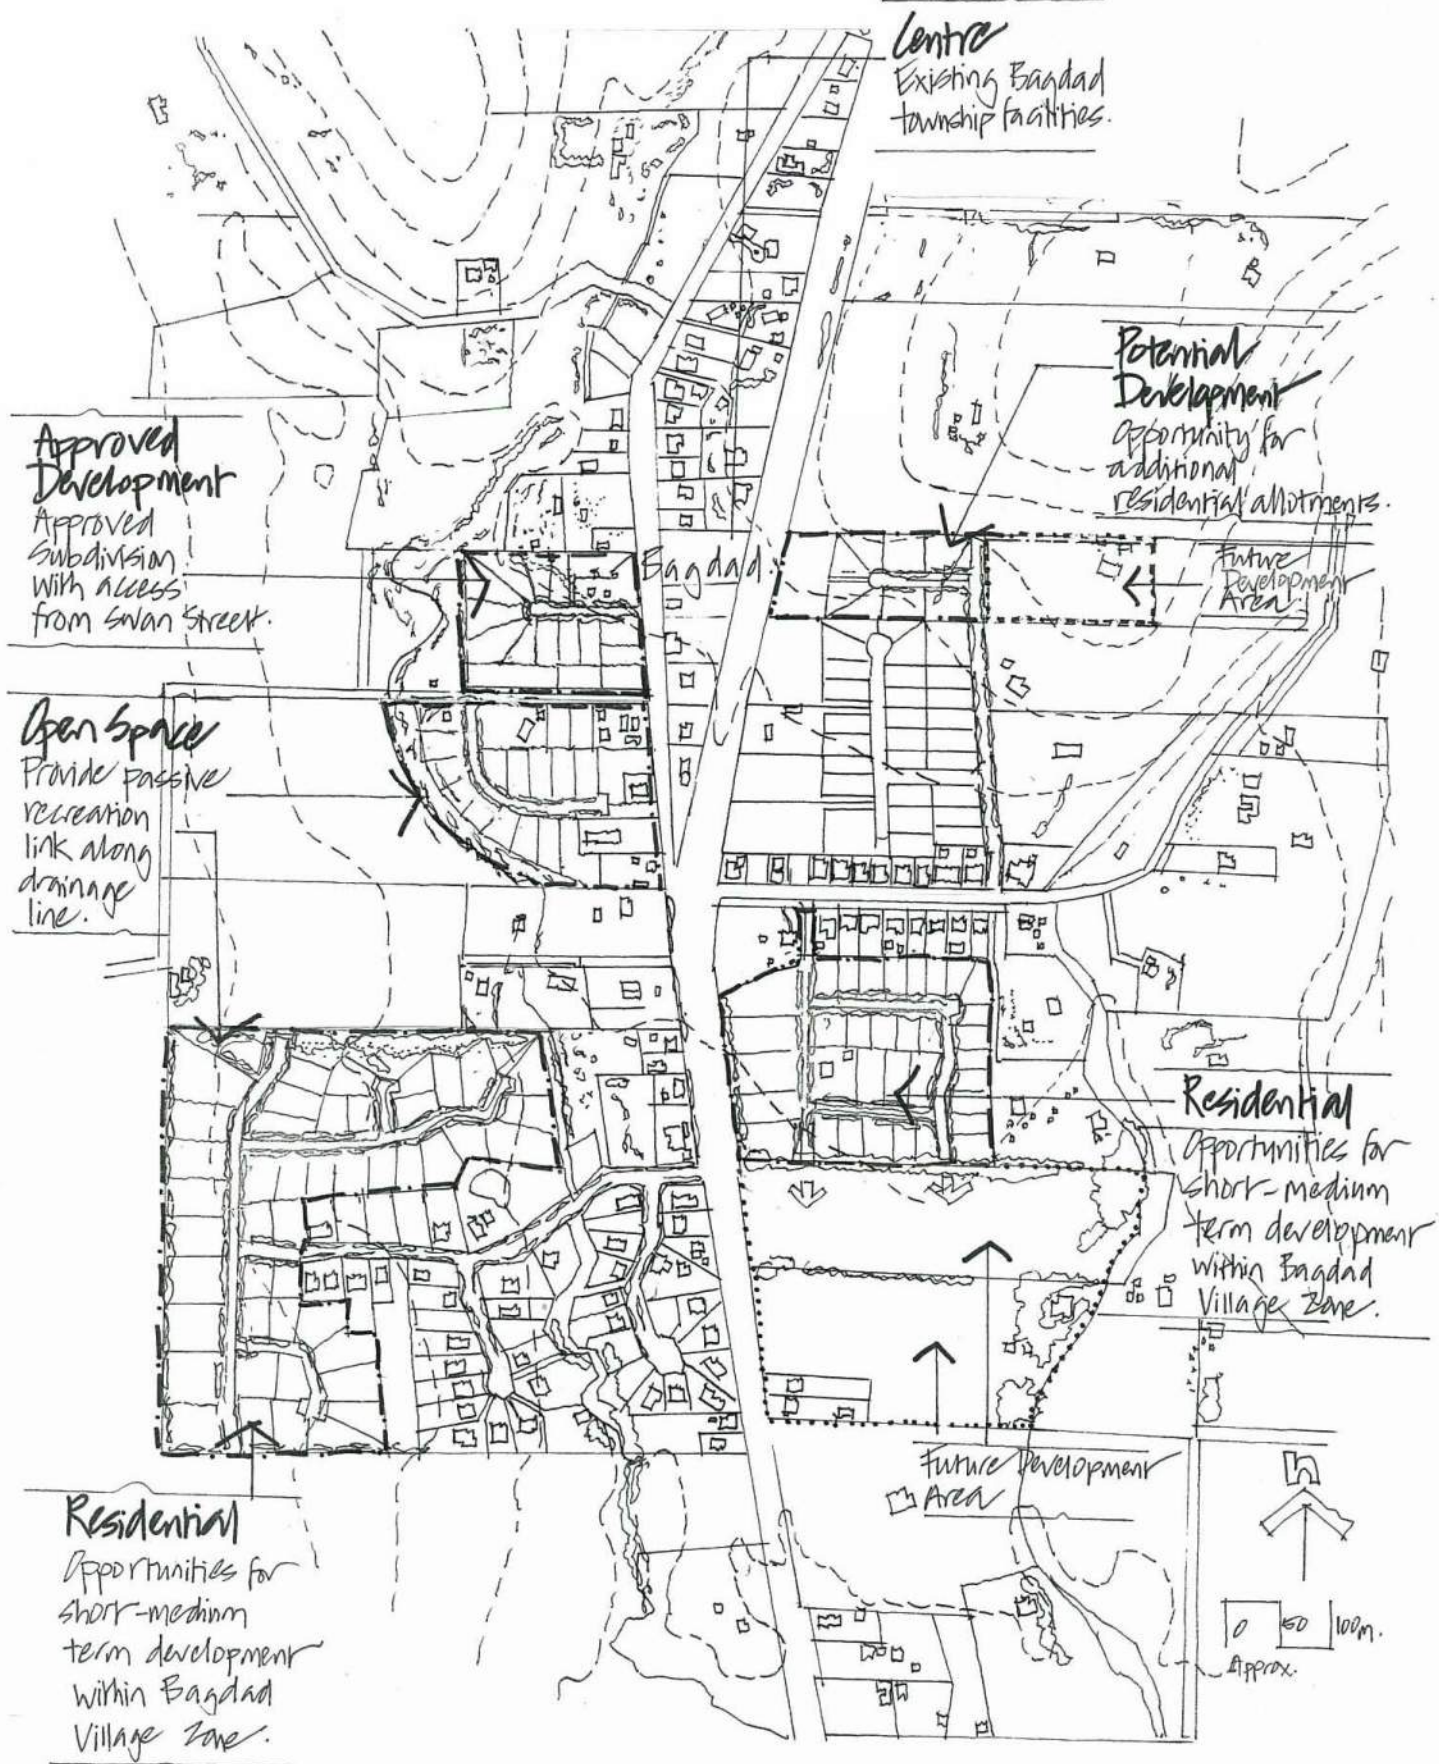 Centre
Existing Bagdad
township facilities.
Potential
Development
Opportunity for
additional
residential allotments.
Future
Development
Area
Approved
Development
Approved
Subdivision
with access
from Swan Street.
Bagdad
Open Space
Provide passive
recreation
link along
drainage
line.
Residential
Opportunities for
short-medium
term development
within Bagdad
Village Zone.
Future Development
Area
Residential
Opportunities for
short-medium
term development
within Bagdad
Village Zone.
n
0 50 100m.
Approx.